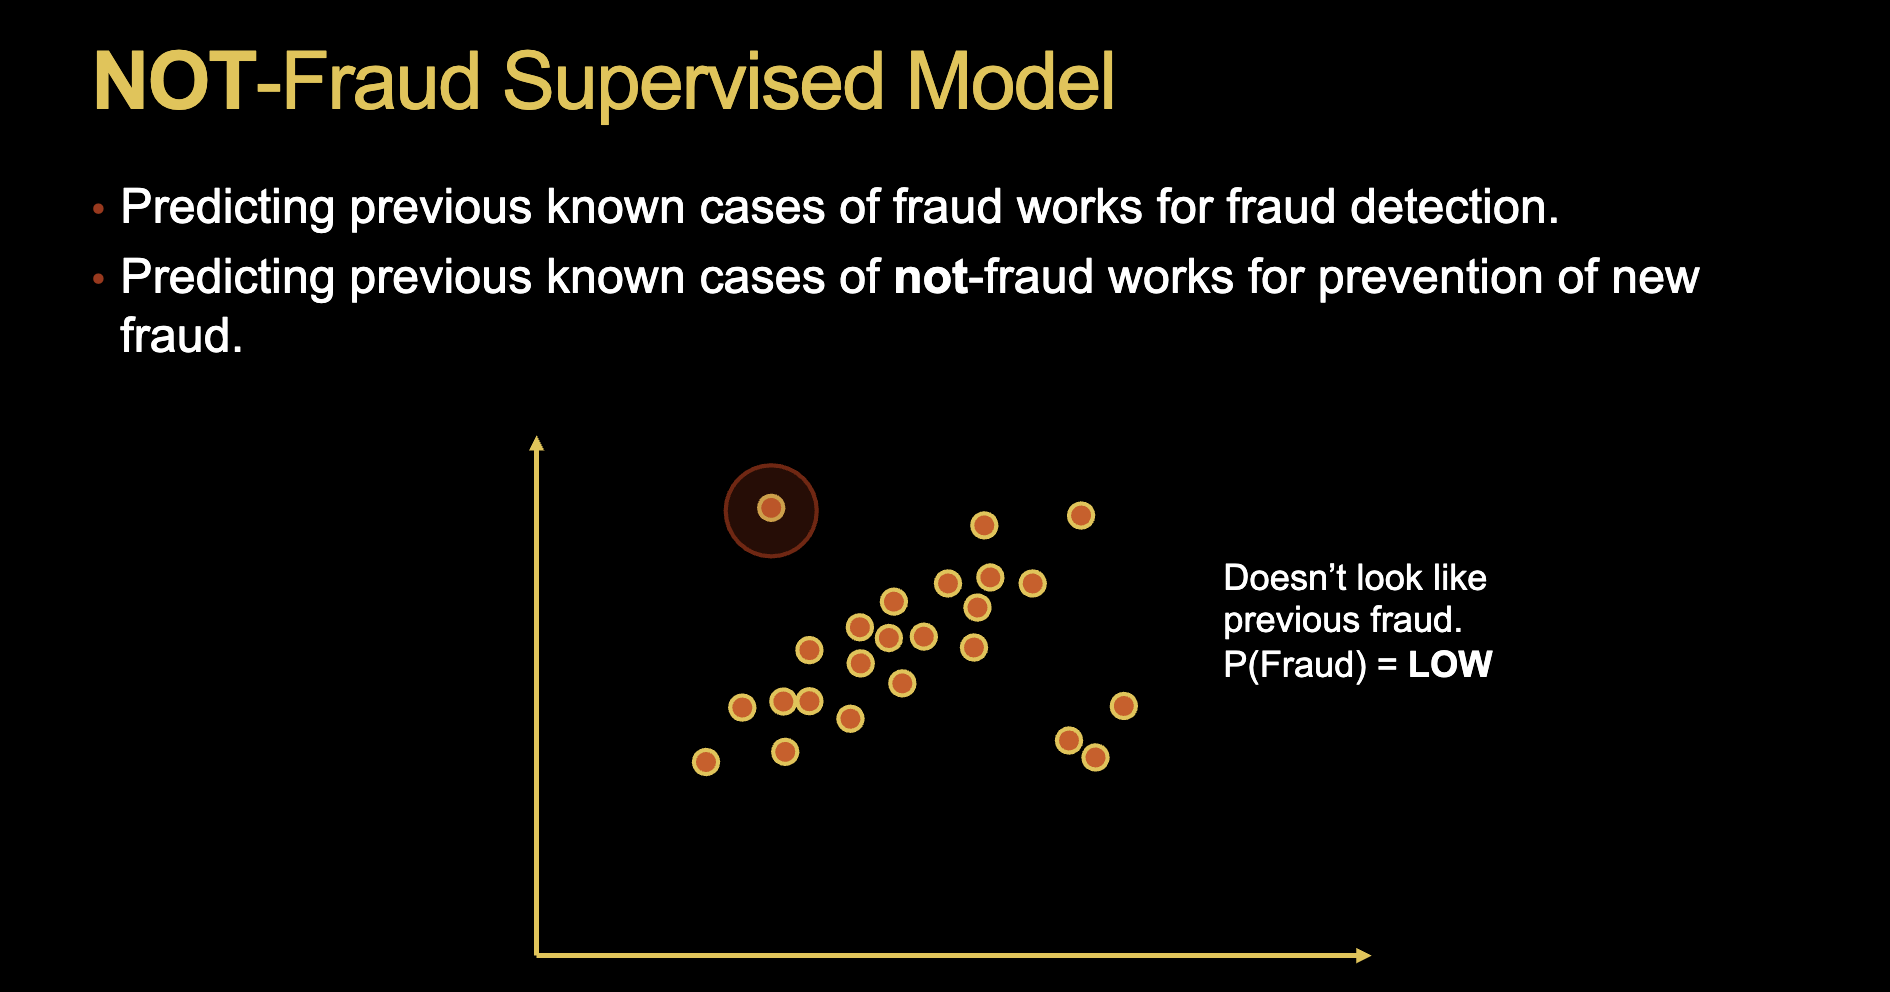 NOT-Fraud Supervised Model
• Predicting previous known cases of fraud works for fraud detection.
• Predicting previous known cases of not-fraud works for prevention of new
fraud.
Doesn’t look like
previous fraud.
P(Fraud) = LOW